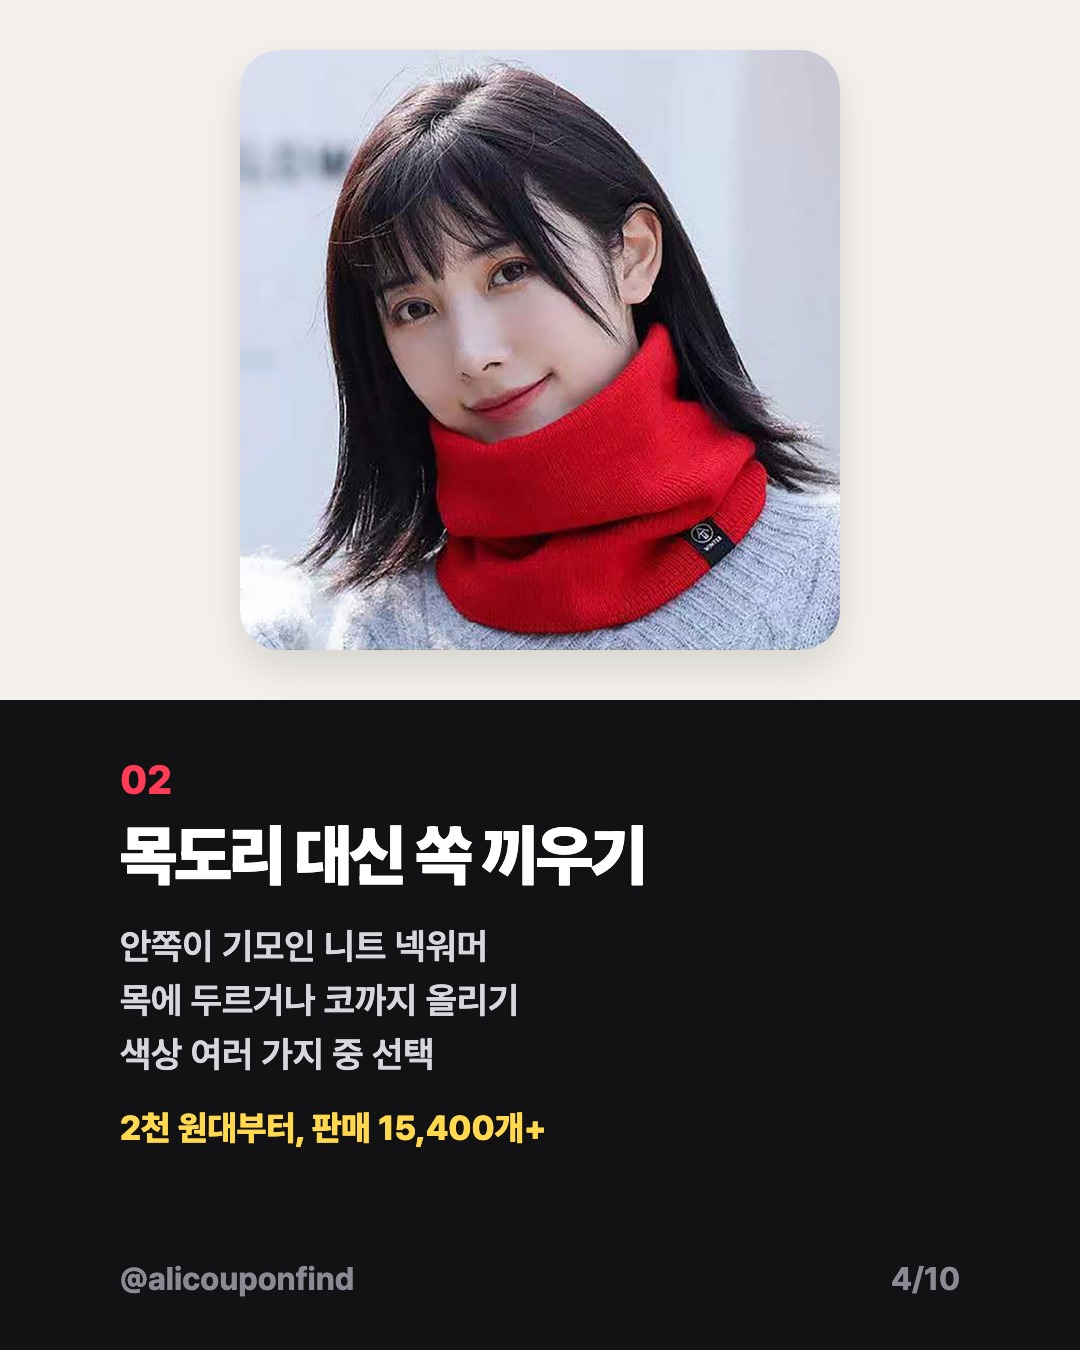 WINTER
02
목도리 대신 쏙 끼우기
안쪽이 기모인 니트 넥워머
목에 두르거나 코까지 올리기
색상 여러 가지 중 선택
2천 원대부터, 판매 15,400개+
@alicouponfind
4/10